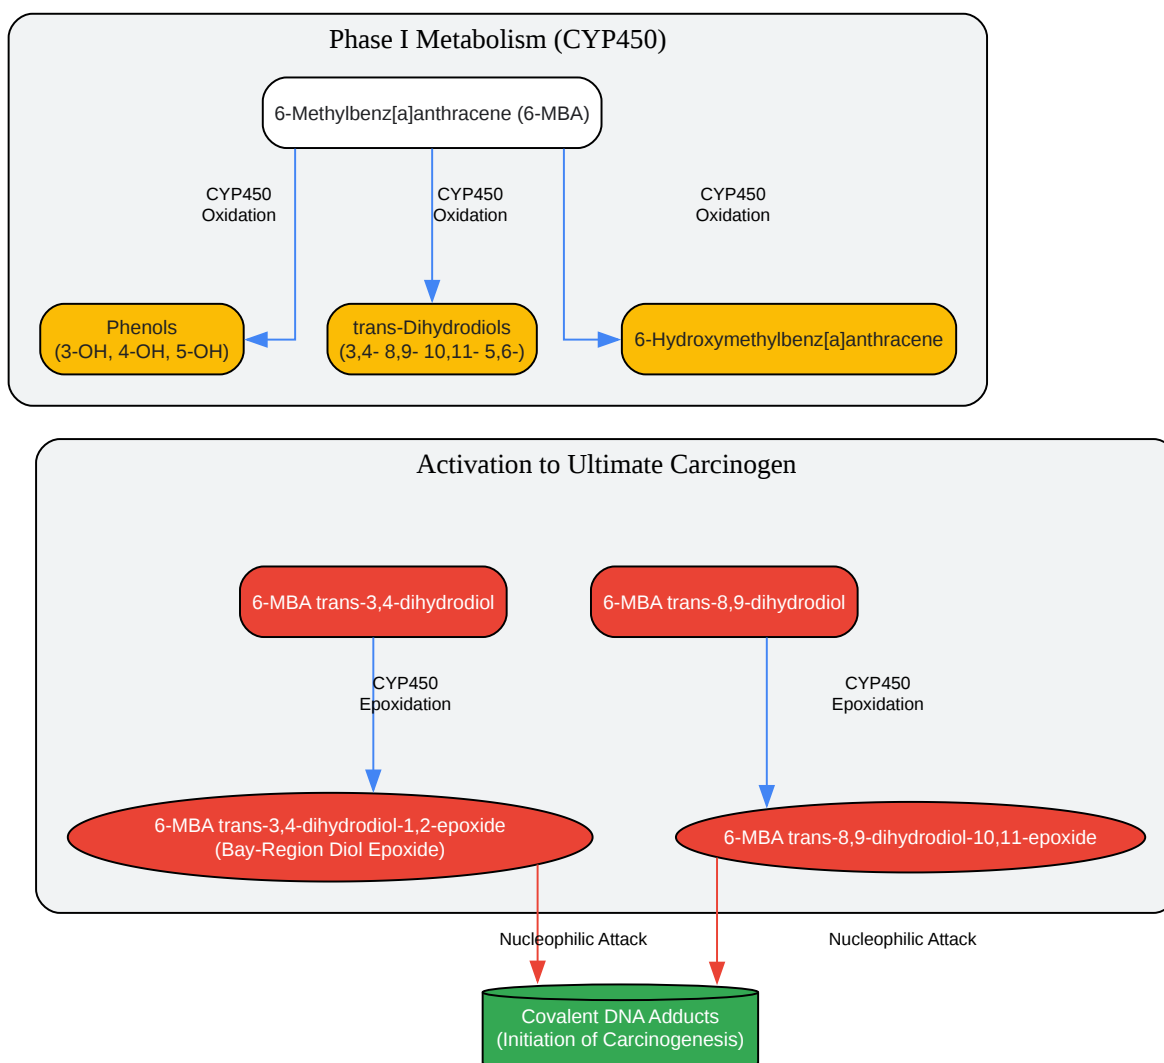 Phase I Metabolism (CYP450)
6-Methylbenz[a]anthracene (6-MBA)
CYP450
Oxidation
CYP450
Oxidation
CYP450
Oxidation
Phenols
(3-OH, 4-OH, 5-OH)
trans-Dihydrodiols
(3,4- 8,9- 10,11- 5,6-)
6-Hydroxymethylbenz[a]anthracene
Activation to Ultimate Carcinogen
6-MBA trans-3,4-dihydrodiol
6-MBA trans-8,9-dihydrodiol
CYP450
Epoxidation
CYP450
Epoxidation
6-MBA trans-3,4-dihydrodiol-1,2-epoxide
(Bay-Region Diol Epoxide)
6-MBA trans-8,9-dihydrodiol-10,11-epoxide
Nucleophilic Attack
Nucleophilic Attack
Covalent DNA Adducts
(Initiation of Carcinogenesis)